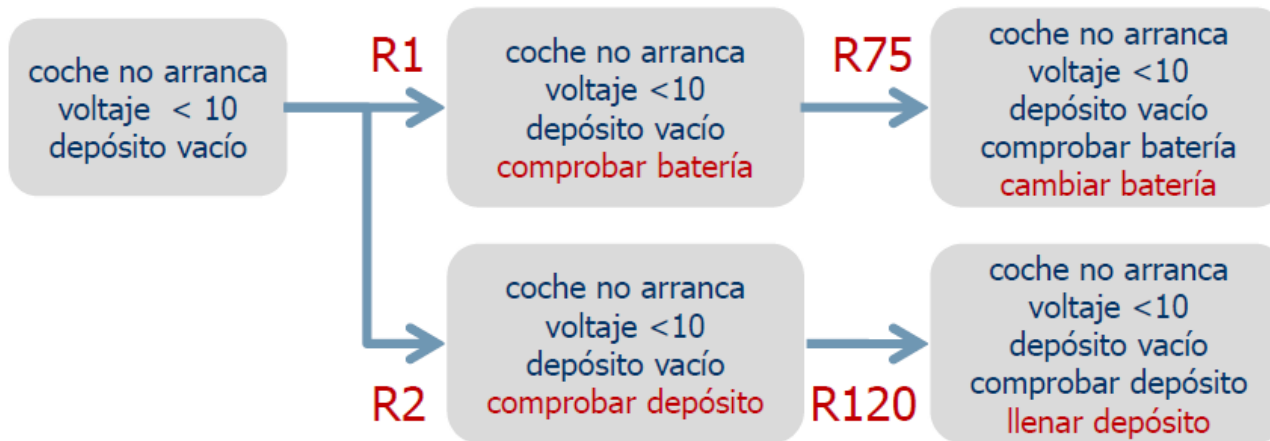 coche no arranca
voltaje < 10
depósito vacío
R1
coche no arranca
voltaje <10
depósito vacío
comprobar batería
R75
coche no arranca
voltaje <10
depósito vacío
comprobar batería
cambiar batería
R2
coche no arranca
voltaje <10
depósito vacío
comprobar depósito
R120
coche no arranca
voltaje <10
depósito vacío
comprobar depósito
llenar depósito